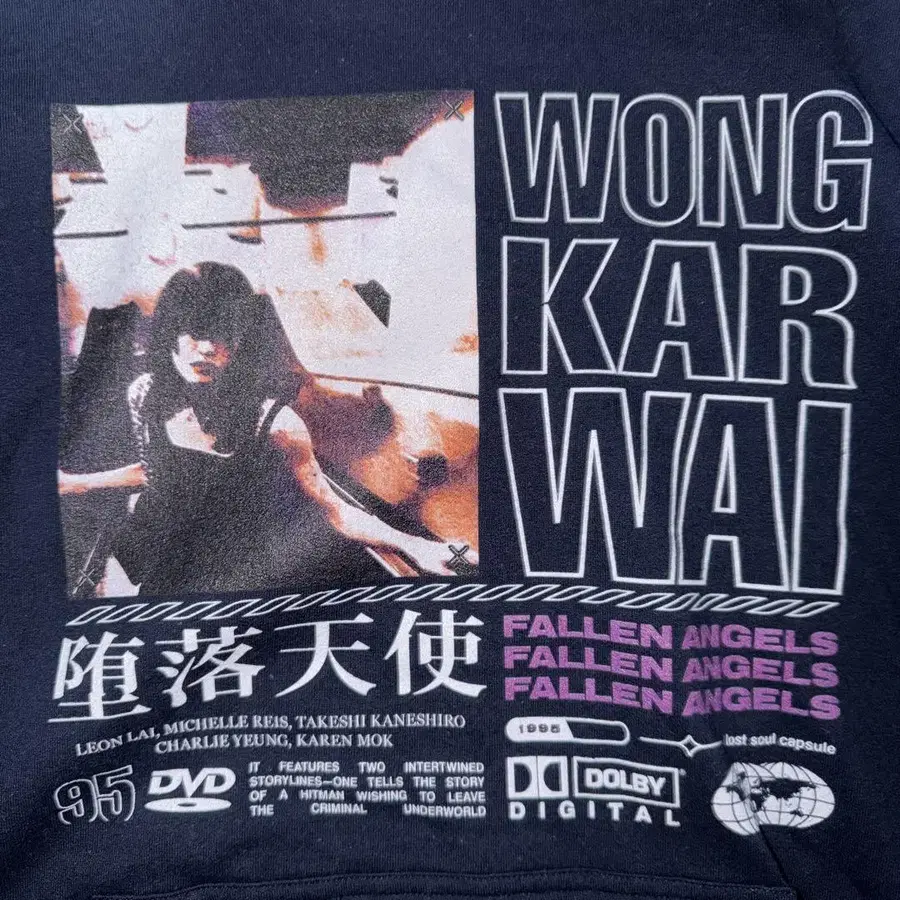 WONG
KAR
WAI
堕落天使
LEON LAI, MICHELLE REIS, TAKESHI KANESHIRO
CHARLIE YEUNG, KAREN MOK
FALLEN ANGELS
FALLEN ANGELS
FALLEN ANGELS
1995
lost soul capsule
95
DVD
IT FEATURES TWO INTERTWINED
STORYLINES—ONE TELLS THE STORY
OF A HITMAN WISHING TO LEAVE
THE CRIMINAL UNDERWORLD
DOLBY
DIGITAL